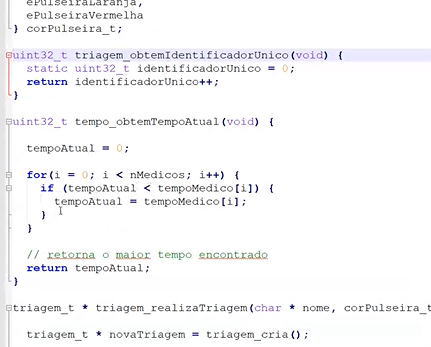 ePulseiraLaranja,
ePulseiraVermelha
} corPulseira_t;
uint32_t triagem_obtemIdentificadorUnico(void) {
static uint32_t identificadorUnico = 0;
return identificadorUnico++;
}
uint32_t tempo_obtemTempoAtual(void) {
tempoAtual = 0;
for(i = 0; i < nMedicos; i++) {
if (tempoAtual < tempoMedico[i]) {
tempoAtual = tempoMedico[i];
}
}
// retorna o maior tempo encontrado
return tempoAtual;
}
triagem_t * triagem_realizaTriagem(char * nome, corPulseira_t
triagem_t * novaTriagem = triagem_cria();